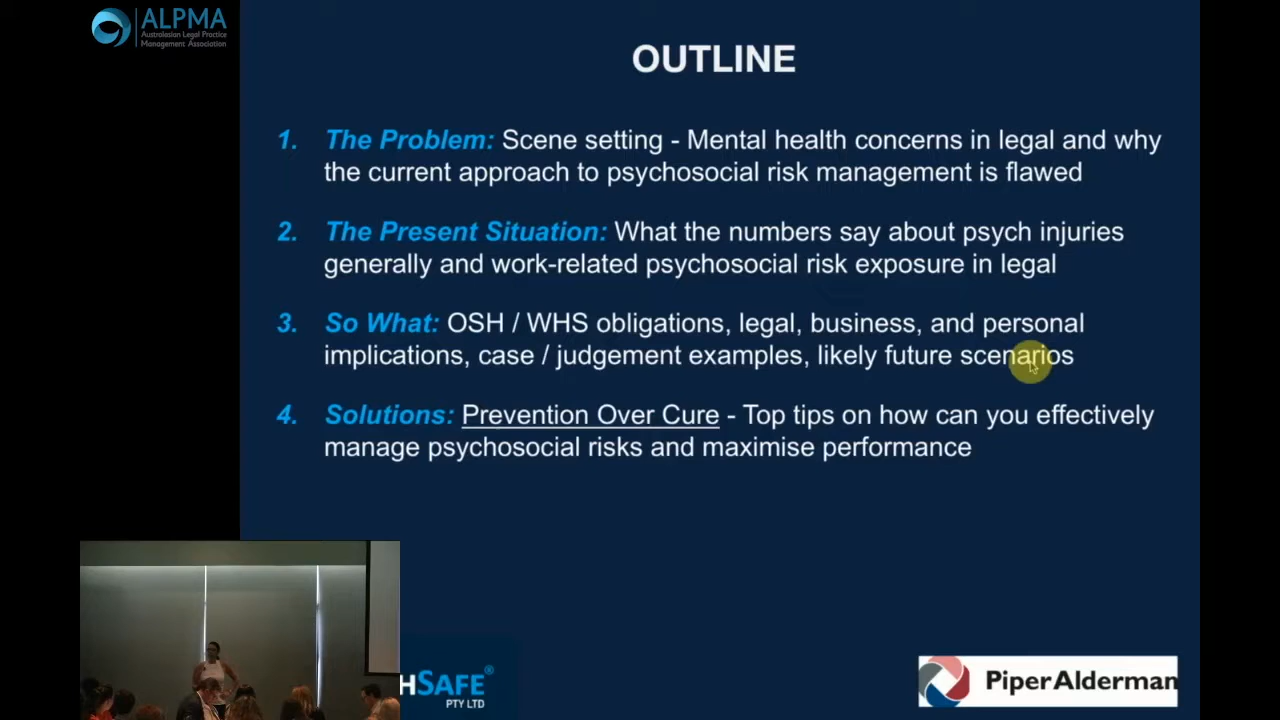 ALPMA
Australasian Legal Practice
Management Association
OUTLINE
1. The Problem: Scene setting - Mental health concerns in legal and why
the current approach to psychosocial risk management is flawed
2. The Present Situation: What the numbers say about psych injuries
generally and work-related psychosocial risk exposure in legal
3. So What: OSH / WHS obligations, legal, business, and personal
implications, case / judgement examples, likely future scenarios
4. Solutions: Prevention Over Cure - Top tips on how can you effectively
manage psychosocial risks and maximise performance
HSAFE®
PTY LTD
PiperAlderman